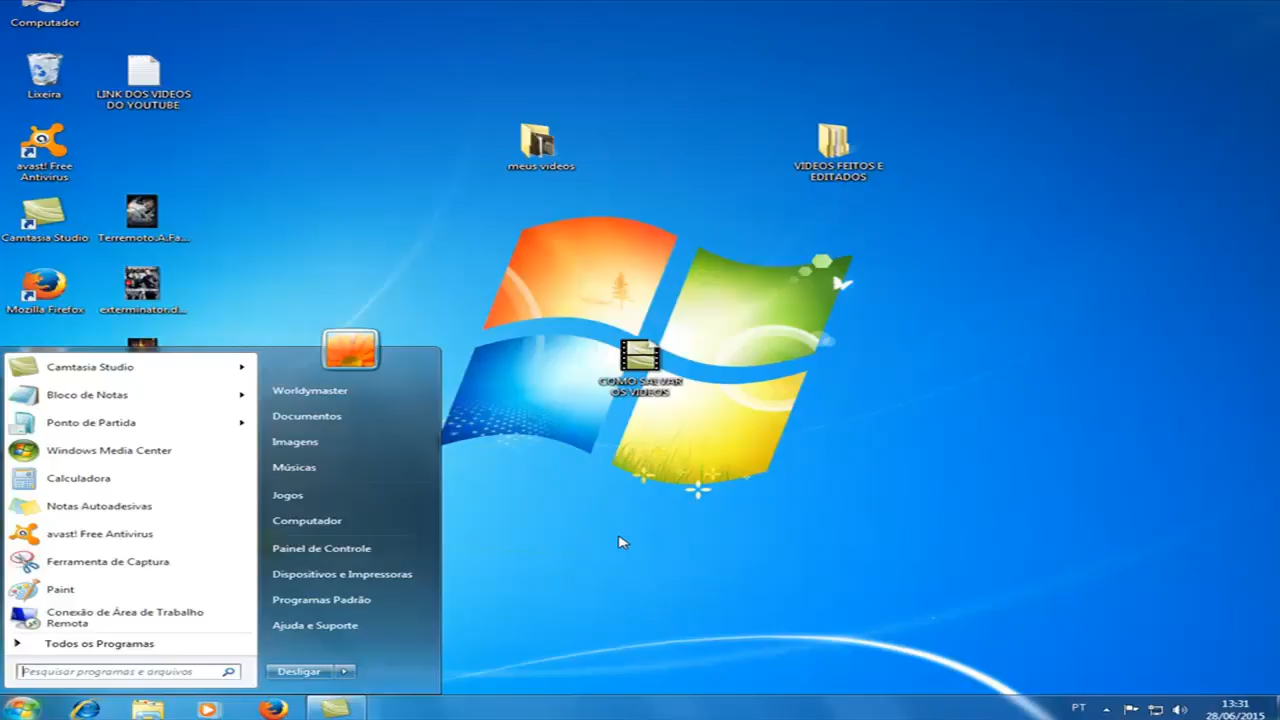 Computador
Lixeira
LINK DOS VIDEOS
DO YOUTUBE
avast! Free
Antivirus
Camtasia Studio
Terremoto.A.Fa...
Mozilla Firefox
exterminator.d...
meus videos
VIDEOS FEITOS E
EDITADOS
COMO SALVAR
OS VIDEOS
Camtasia Studio
Bloco de Notas
Ponto de Partida
Windows Media Center
Calculadora
Notas Autoadesivas
avast! Free Antivirus
Ferramenta de Captura
Paint
Conexão de Área de Trabalho
Remota
Todos os Programas
Pesquisar programas e arquivos
Worldymaster
Documentos
Imagens
Músicas
Jogos
Computador
Painel de Controle
Dispositivos e Impressoras
Programas Padrão
Ajuda e Suporte
Desligar
PT
13:31
28/06/2015